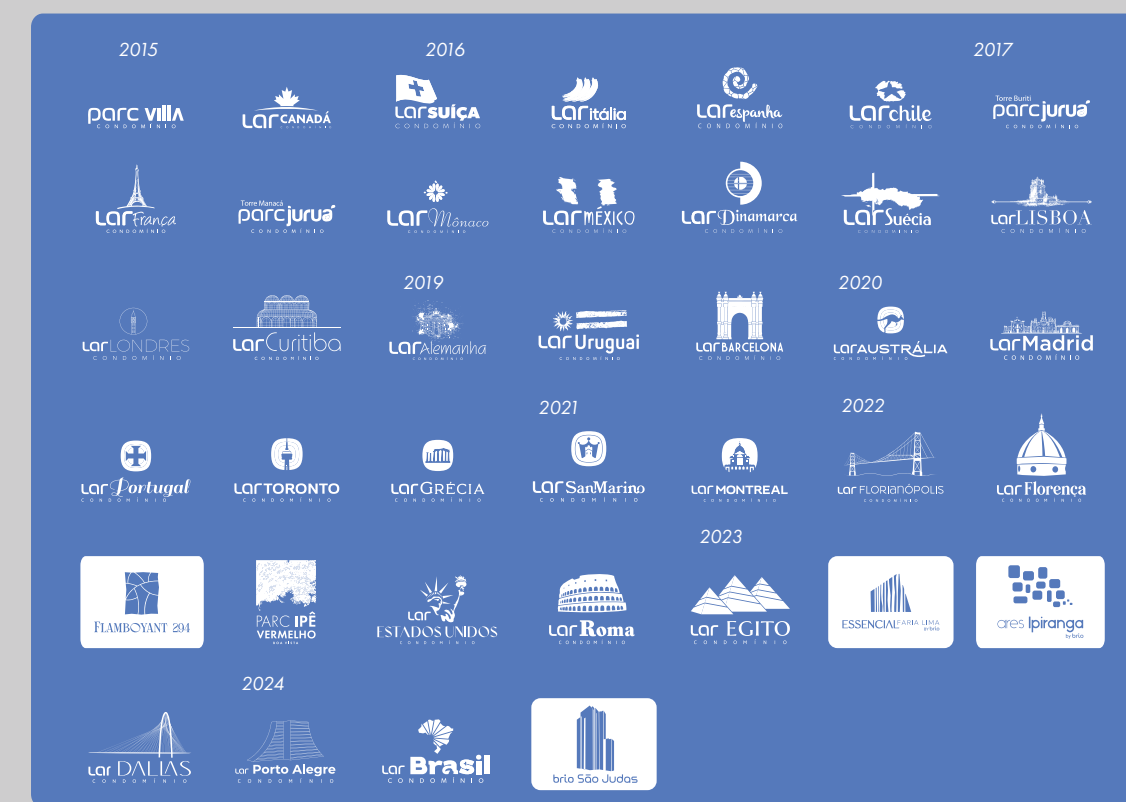 2015
2016
2017
parc VIllA
CONDOMÍNIO
Lar CANADÁ
CONDOMÍNIO
Lar SUÍÇA
CONDOMÍNIO
Lar itália
CONDOMÍNIO
Lar espanha
CONDOMÍNIO
Lar chile
CONDOMÍNIO
Torre Buriti
parc juruá
CONDOMÍNIO
Lar França
CONDOMÍNIO
Torre Manacá
parc juruá
CONDOMÍNIO
Lar Mônaco
CONDOMÍNIO
Lar MÉXICO
CONDOMÍNIO
Lar Dinamarca
CONDOMÍNIO
Lar Suécia
CONDOMÍNIO
Lar LISBOA
CONDOMÍNIO
2019
2020
Lar LONDRES
CONDOMÍNIO
Lar Curitiba
CONDOMÍNIO
Lar Alemanha
CONDOMÍNIO
Lar Uruguai
CONDOMÍNIO
Lar BARCELONA
CONDOMÍNIO
Lar AUSTRÁLIA
CONDOMÍNIO
Lar Madrid
CONDOMÍNIO
2021
2022
Lar Portugal
CONDOMÍNIO
Lar TORONTO
CONDOMÍNIO
Lar GRÉCIA
CONDOMÍNIO
Lar SanMarino
CONDOMÍNIO
Lar MONTREAL
CONDOMÍNIO
Lar FLORIANÓPOLIS
CONDOMÍNIO
Lar Florença
CONDOMÍNIO
2023
FLAMBOYANT 294
PARC IPÊ
VERMELHO
Lar
ESTADOS UNIDOS
CONDOMÍNIO
Lar Roma
CONDOMÍNIO
Lar EGITO
CONDOMÍNIO
ESSENCIAL FARIA LIMA
by brio
ares Ipiranga
by brio
2024
Lar DALLAS
CONDOMÍNIO
Lar Porto Alegre
CONDOMÍNIO
Lar Brasil
CONDOMÍNIO
brio São Judas